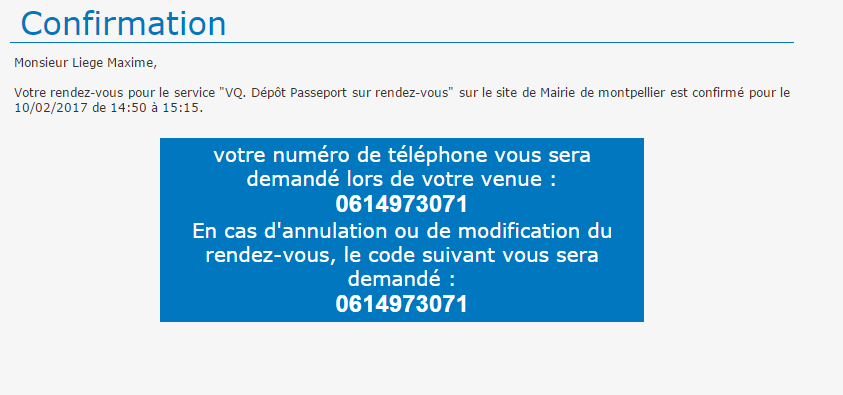 Confirmation
Monsieur Liege Maxime,
Votre rendez-vous pour le service "VQ. Dépôt Passeport sur rendez-vous" sur le site de Mairie de montpellier est confirmé pour le
10/02/2017 de 14:50 à 15:15.
votre numéro de téléphone vous sera
demandé lors de votre venue :
0614973071
En cas d'annulation ou de modification du
rendez-vous, le code suivant vous sera
demandé :
0614973071